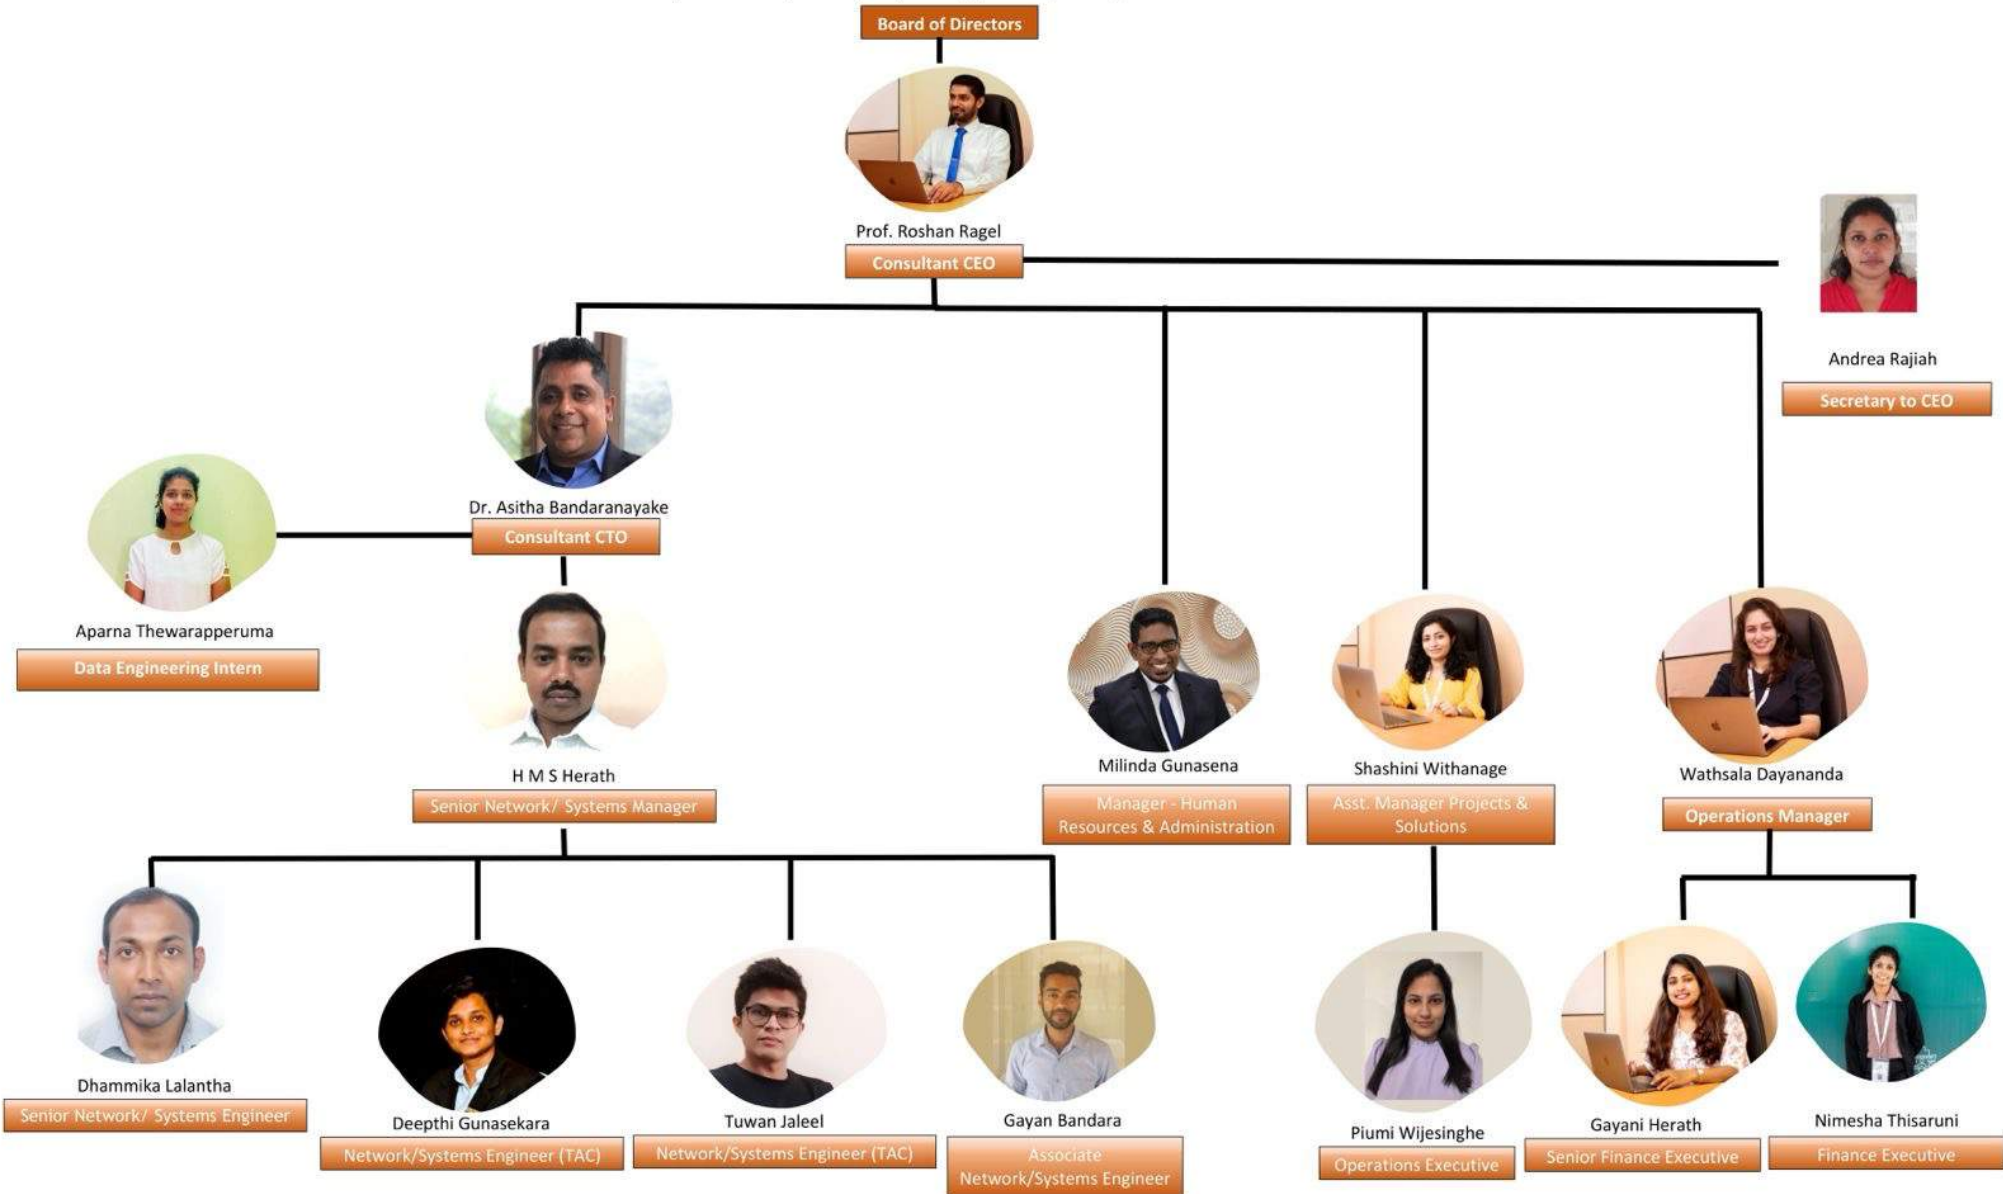 Board of Directors
Prof. Roshan Ragel
Consultant CEO
Andrea Rajiah
Secretary to CEO
Dr. Asitha Bandaranayake
Consultant CTO
Aparna Thewarapperuma
Data Engineering Intern
H M S Herath
Senior Network/ Systems Manager
Milinda Gunasena
Manager - Human
Resources & Administration
Shashini Withanage
Asst. Manager Projects &
Solutions
Wathsala Dayananda
Operations Manager
Dhammika Lalantha
Senior Network/ Systems Engineer
Deepthi Gunasekara
Network/Systems Engineer (TAC)
Tuwan Jaleel
Network/Systems Engineer (TAC)
Gayan Bandara
Associate
Network/Systems Engineer
Piumi Wijesinghe
Operations Executive
Gayani Herath
Senior Finance Executive
Nimesha Thisaruni
Finance Executive